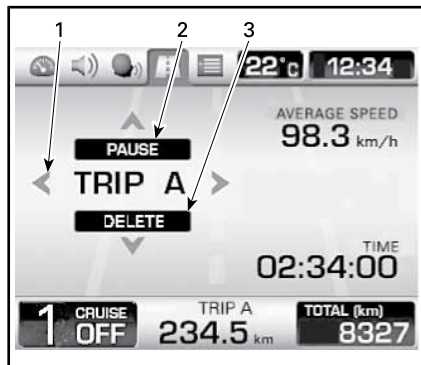 1 2 3
22°c 12:34
AVERAGE SPEED
98.3 km/h
PAUSE
TRIP A
DELETE
TIME
02:34:00
1 CRUISE OFF
TRIP A
234.5 km
TOTAL (km)
8327